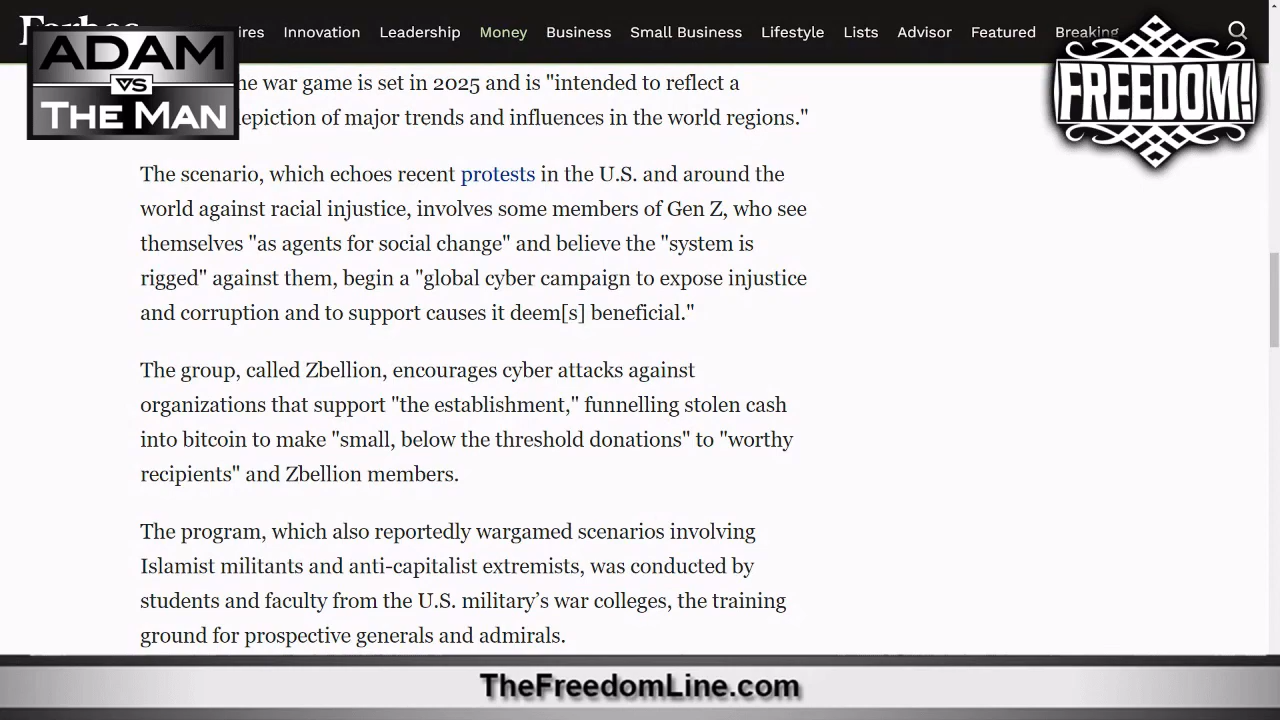 Forbes
ires Innovation Leadership Money Business Small Business Lifestyle Lists Advisor Featured Breaking
ADAM
VS
THE MAN
FREEDOM!
he war game is set in 2025 and is "intended to reflect a
epiction of major trends and influences in the world regions."
The scenario, which echoes recent protests in the U.S. and around the
world against racial injustice, involves some members of Gen Z, who see
themselves "as agents for social change" and believe the "system is
rigged" against them, begin a "global cyber campaign to expose injustice
and corruption and to support causes it deem[s] beneficial."
The group, called Zbellion, encourages cyber attacks against
organizations that support "the establishment," funnelling stolen cash
into bitcoin to make "small, below the threshold donations" to "worthy
recipients" and Zbellion members.
The program, which also reportedly wargamed scenarios involving
Islamist militants and anti-capitalist extremists, was conducted by
students and faculty from the U.S. military’s war colleges, the training
ground for prospective generals and admirals.
TheFreedomLine.com